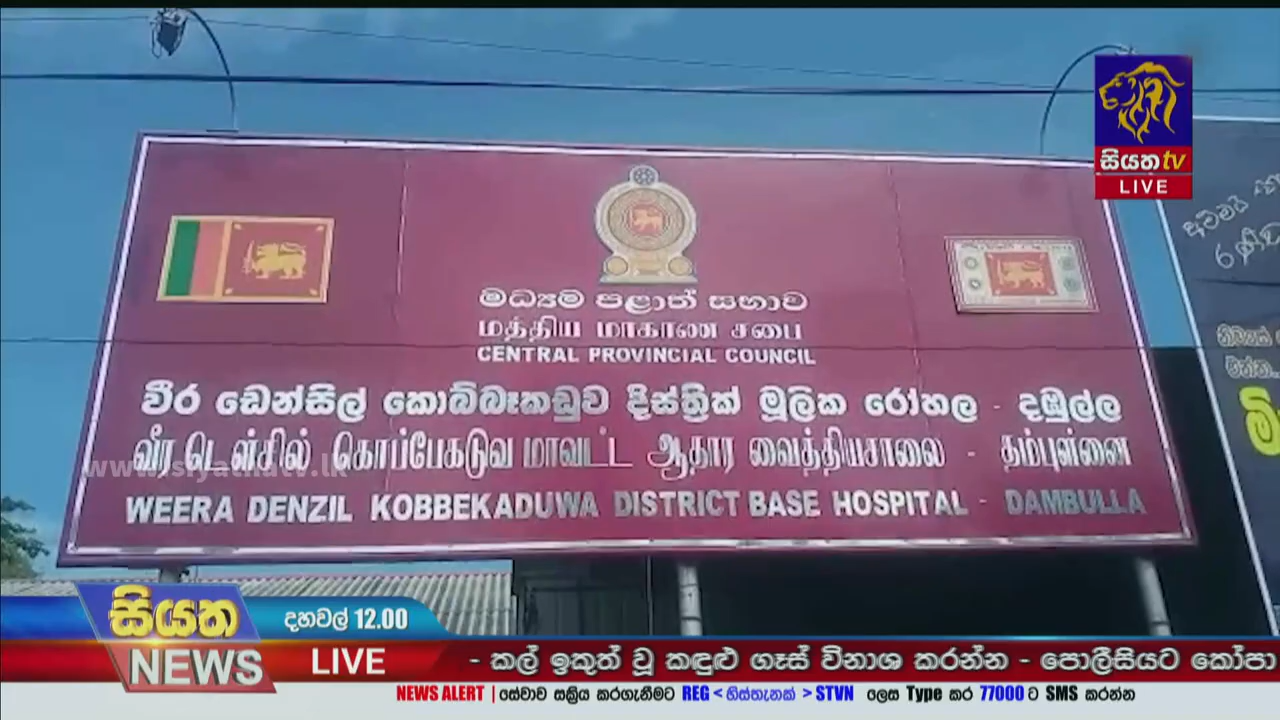 සියත tv
LIVE
මධ්‍යම පළාත් සභාව
மத்திய மாகாண சபை
CENTRAL PROVINCIAL COUNCIL
වීර ඩෙන්සිල් කොබ්බෑකඩුව දිස්ත්‍රික් මූලික රෝහල - දඹුල්ල
வீர டென்சில் கொப்பேகடுவ மாவட்ட ஆதார வைத்தியசாலை - தம்புள்ளை
WEERA DENZIL KOBBEKADUWA DISTRICT BASE HOSPITAL - DAMBULLA
www.siyathatv.lk
සියත දහවල් 12.00
NEWS LIVE - කල් ඉකුත් වූ කඳුළු ගෑස් විනාශ කරන්න - පොලීසියට කෝපා
NEWS ALERT | සේවාව සක්‍රිය කරගැනීමට REG < හිස්තැනක් > STVN ලෙස Type කර 77000 ට SMS කරන්න